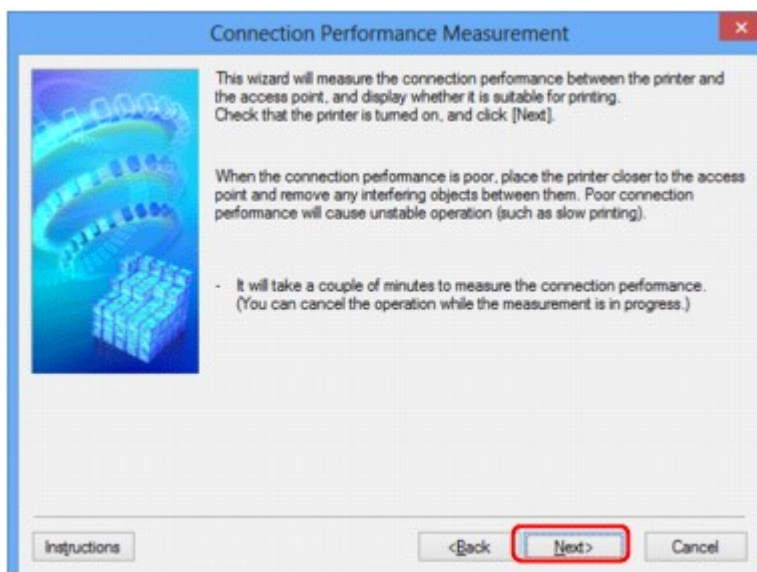 Connection Performance Measurement
This wizard will measure the connection performance between the printer and
the access point, and display whether it is suitable for printing.
Check that the printer is turned on, and click [Next].
When the connection performance is poor, place the printer closer to the access
point and remove any interfering objects between them. Poor connection
performance will cause unstable operation (such as slow printing).
- It will take a couple of minutes to measure the connection performance.
(You can cancel the operation while the measurement is in progress.)
Instructions
<Back
Next>
Cancel